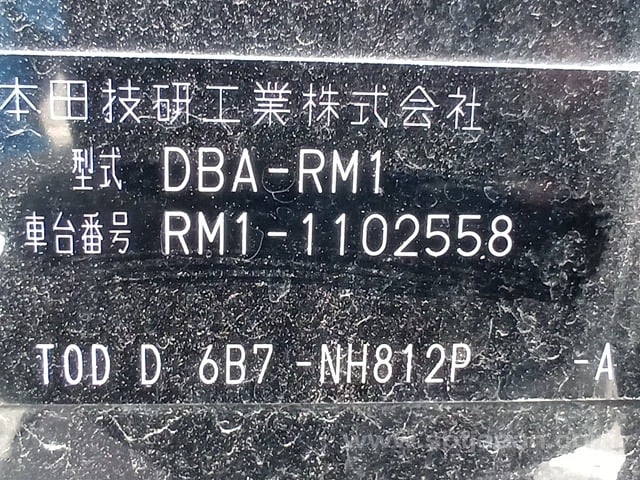 本田技研工業株式会社
型式 DBA-RM1
車台番号 RM1-1102558
TOD D 6B7 -NH812P -A